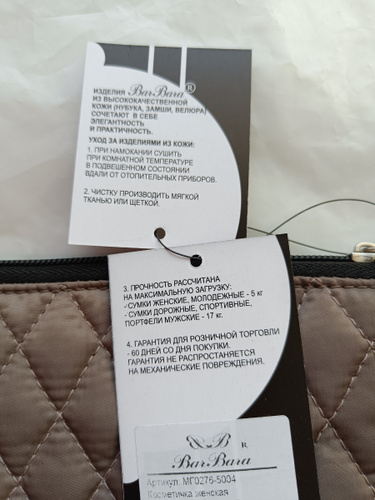 ИЗДЕЛИЯ BarBara ®
ИЗ ВЫСОКОКАЧЕСТВЕННОЙ
КОЖИ (НУБУКА, ЗАМШИ, ВЕЛЮРА)
СОЧЕТАЮТ В СЕБЕ
ЭЛЕГАНТНОСТЬ
И ПРАКТИЧНОСТЬ.
УХОД ЗА ИЗДЕЛИЯМИ ИЗ КОЖИ:
1. ПРИ НАМОКАНИИ СУШИТЬ
ПРИ КОМНАТНОЙ ТЕМПЕРАТУРЕ
В ПОДВЕШЕННОМ СОСТОЯНИИ
ВДАЛИ ОТ ОТОПИТЕЛЬНЫХ ПРИБОРОВ.
2. ЧИСТКУ ПРОИЗВОДИТЬ МЯГКОЙ
ТКАНЬЮ ИЛИ ЩЕТКОЙ.
3. ПРОЧНОСТЬ РАССЧИТАНА
НА МАКСИМАЛЬНУЮ ЗАГРУЗКУ:
- СУМКИ ЖЕНСКИЕ, МОЛОДЕЖНЫЕ - 5 кг
- СУМКИ ДОРОЖНЫЕ, СПОРТИВНЫЕ,
ПОРТФЕЛИ МУЖСКИЕ - 17 кг.
4. ГАРАНТИЯ ДЛЯ РОЗНИЧНОЙ ТОРГОВЛИ
- 60 ДНЕЙ СО ДНЯ ПОКУПКИ.
ГАРАНТИЯ НЕ РАСПРОСТАНЯЕТСЯ
НА МЕХАНИЧЕСКИЕ ПОВРЕЖДЕНИЯ.
B R
BarBara
Артикул: МГ0276-5004
Косметичка женская